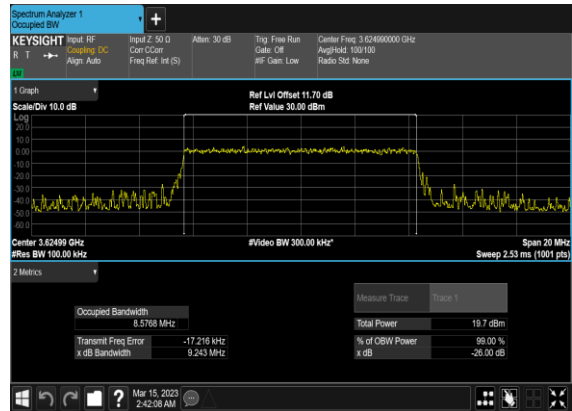 Spectrum Analyzer 1
Occupied BW
KEYSIGHT
R T
LW
Input: RF
Coupling: DC
Align: Auto
Input Z: 50 Ω
Corr CCorr
Freq Ref: Int (S)
Atten: 30 dB
Trig: Free Run
Gate: Off
#IF Gain: Low
Center Freq: 3.624990000 GHz
Avg|Hold: 100/100
Radio Std: None
1 Graph
Scale/Div 10.0 dB
Ref Lvl Offset 11.70 dB
Ref Value 30.00 dBm
Log
20.0
10.0
0.00
-10.0
-20.0
-30.0
-40.0
-50.0
-60.0
Center 3.62499 GHz
#Res BW 100.00 kHz
#Video BW 300.00 kHz*
Span 20 MHz
Sweep 2.53 ms (1001 pts)
2 Metrics
Measure Trace Trace 1
Occupied Bandwidth
8.5768 MHz
Total Power 19.7 dBm
Transmit Freq Error -17.216 kHz
% of OBW Power 99.00 %
x dB Bandwidth 9.243 MHz
x dB -26.00 dB
Mar 15, 2023
2:42:08 AM